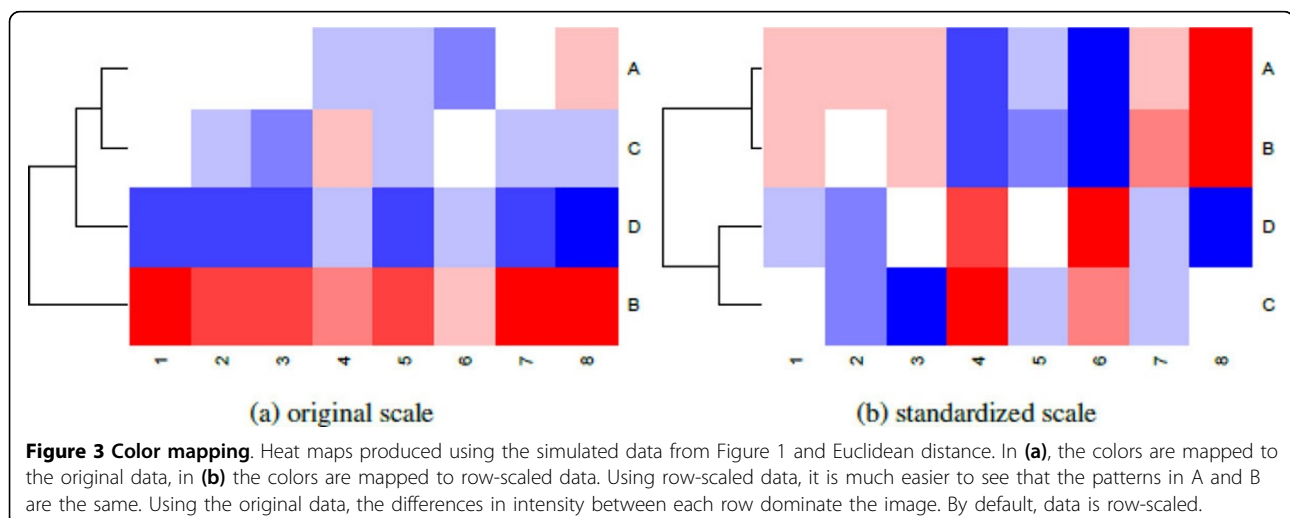 A
C
D
B
1 2 3 4 5 6 7 8
(a) original scale
A
B
D
C
1 2 3 4 5 6 7 8
(b) standardized scale
Figure 3 Color mapping. Heat maps produced using the simulated data from Figure 1 and Euclidean distance. In (a), the colors are mapped to
the original data, in (b) the colors are mapped to row-scaled data. Using row-scaled data, it is much easier to see that the patterns in A and B
are the same. Using the original data, the differences in intensity between each row dominate the image. By default, data is row-scaled.